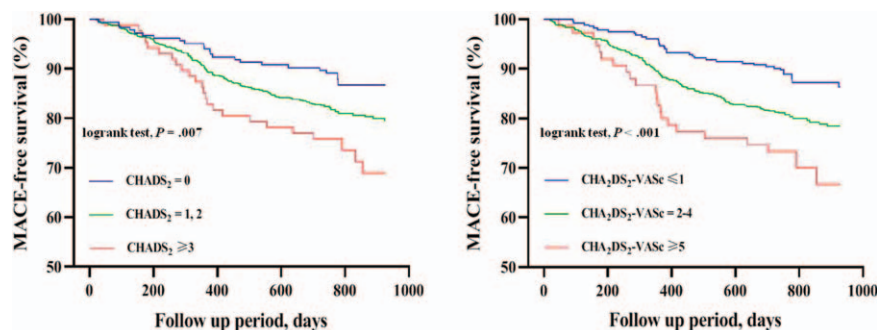 MACE-free survival (%)
100
90
80
70
60
50
logrank test, P = .007
CHADS₂ = 0
CHADS₂ = 1, 2
CHADS₂ ⩾3
0
200
400
600
800
1000
Follow up period, days
MACE-free survival (%)
100
90
80
70
60
50
logrank test, P < .001
CHA₂DS₂-VASc ⩽1
CHA₂DS₂-VASc = 2-4
CHA₂DS₂-VASc ⩾5
0
200
400
600
800
1000
Follow up period, days